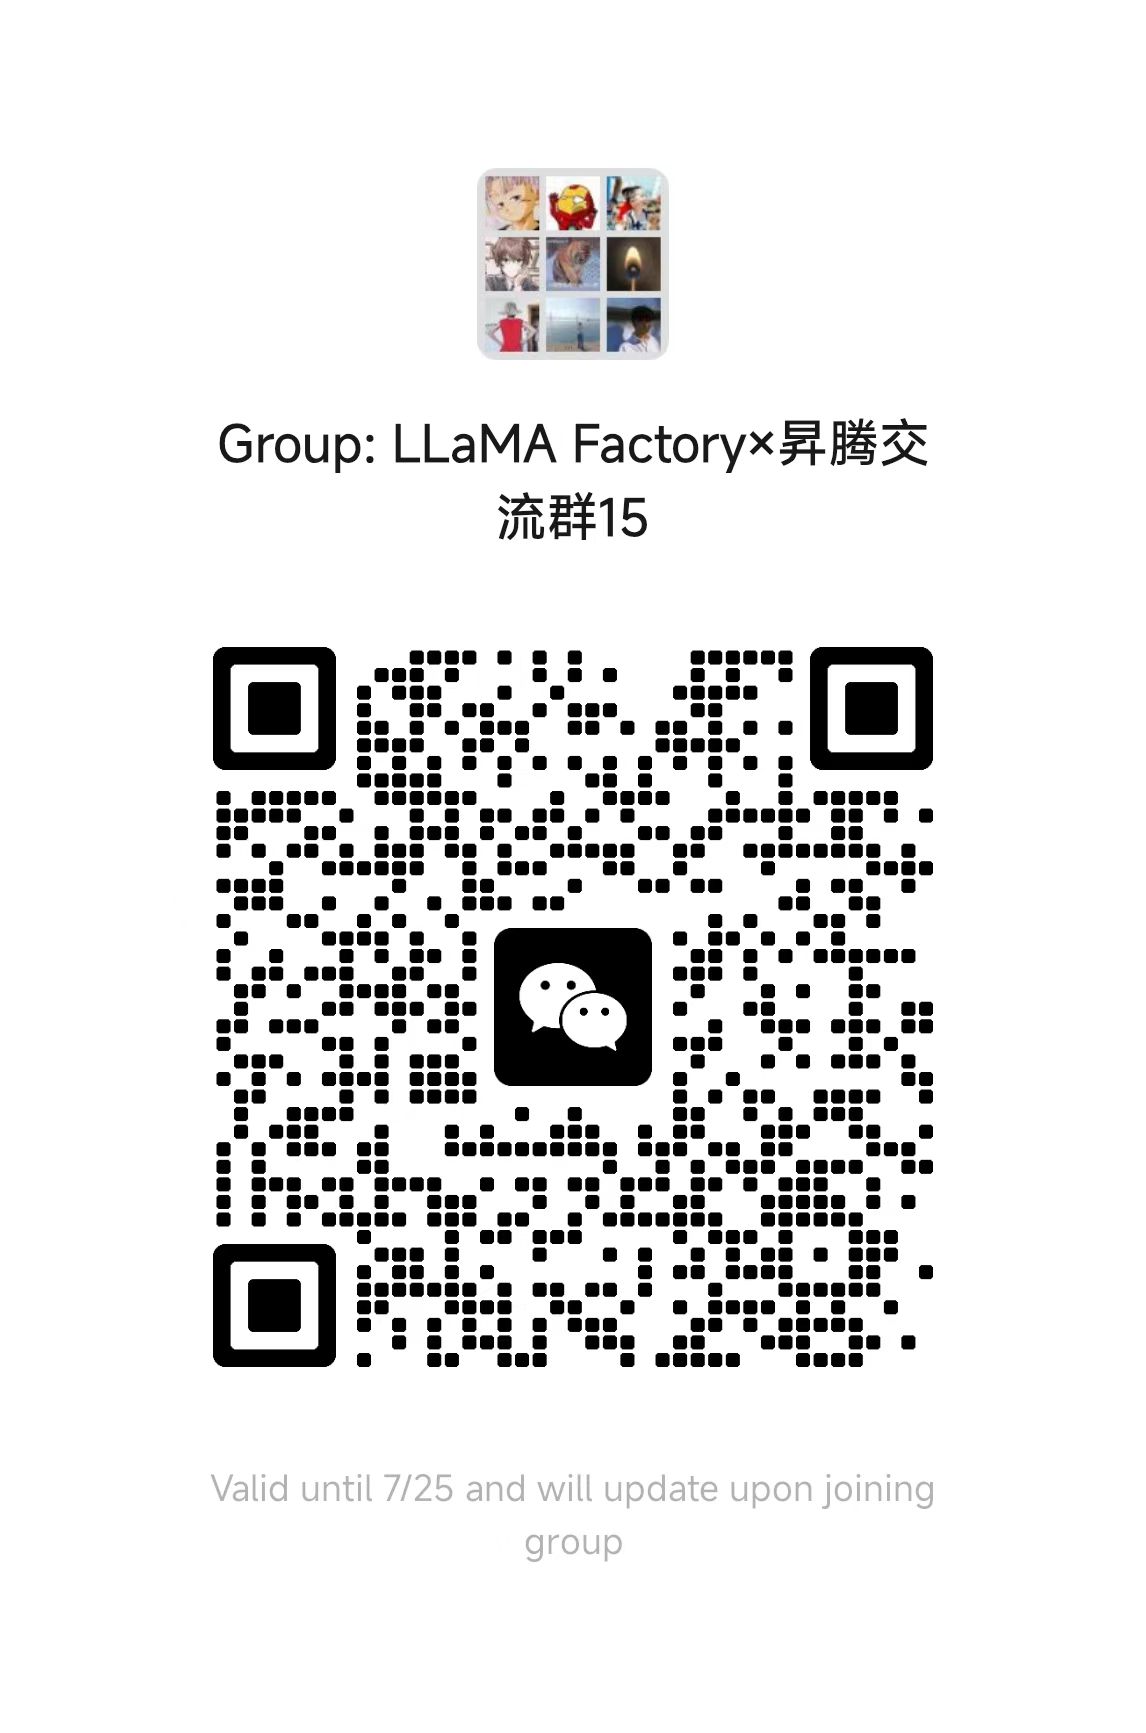 Group: LLaMA Factory×昇腾交
流群15
Valid until 7/25 and will update upon joining
group